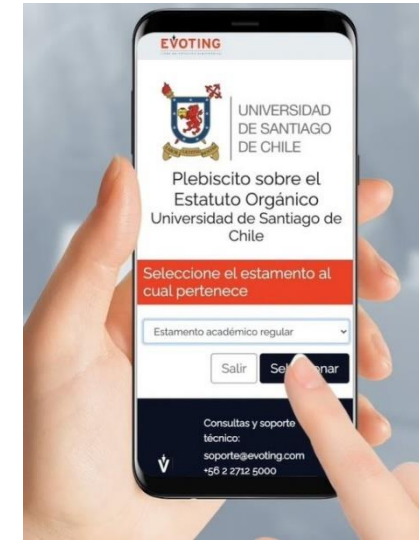 EVOTING
UNIVERSIDAD
DE SANTIAGO
DE CHILE
Plebiscito sobre el
Estatuto Orgánico
Universidad de Santiago de
Chile
Seleccione el estamento al
cual pertenece
Estamento académico regular
Salir
Consultas y soporte
técnico:
soporte@evoting.com
+56 2 2712 5000